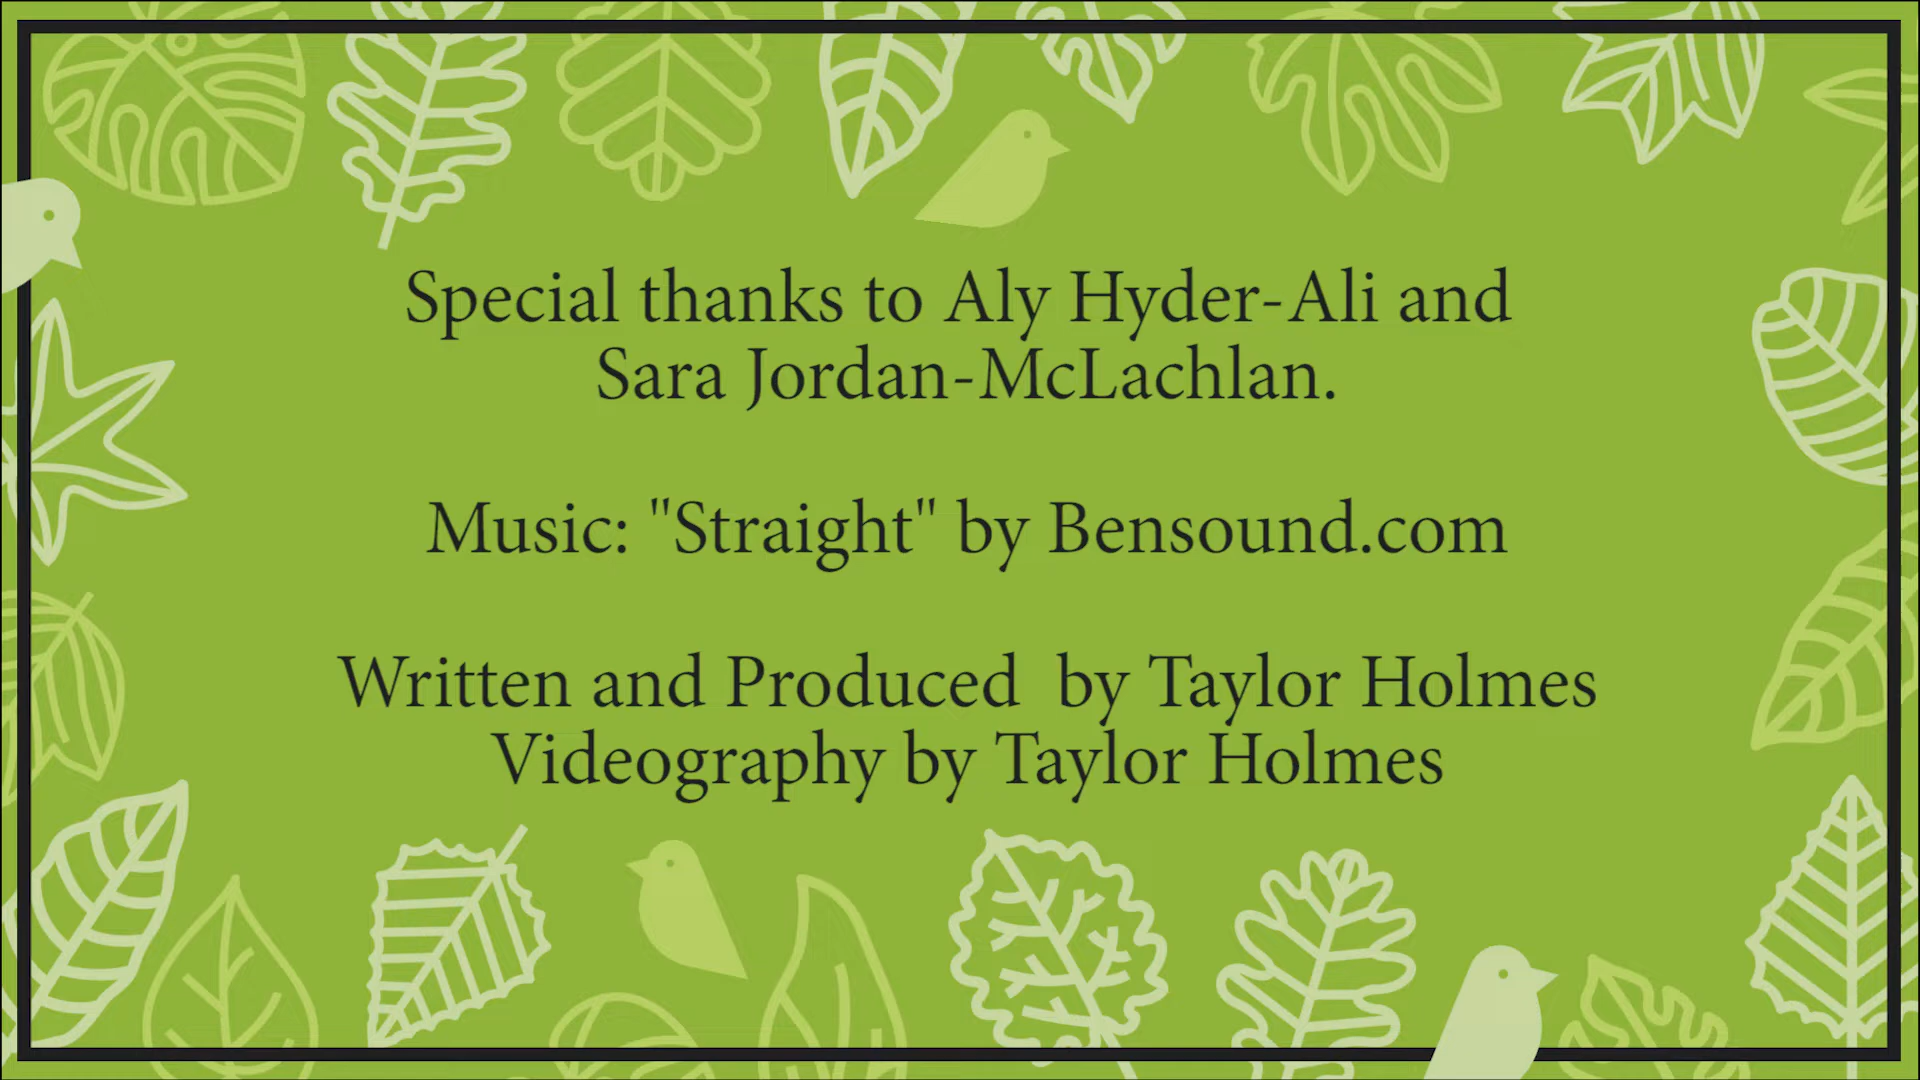 Special thanks to Aly Hyder-Ali and
Sara Jordan-McLachlan.
Music: "Straight" by Bensound.com
Written and Produced  by Taylor Holmes
Videography by Taylor Holmes